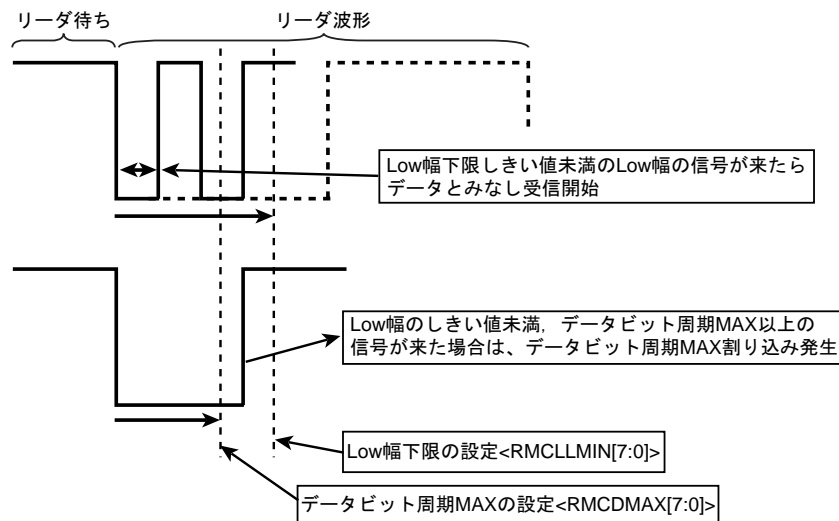 リーダ待ち
リーダ波形
Low幅下限しきい値未満のLow幅の信号が来たら
データとみなし受信開始
Low幅のしきい値未満，データビット周期MAX以上の
信号が来た場合は、データビット周期MAX割り込み発生
Low幅下限の設定<RMCLLMIN[7:0]>
データビット周期MAXの設定<RMCDMAX[7:0]>